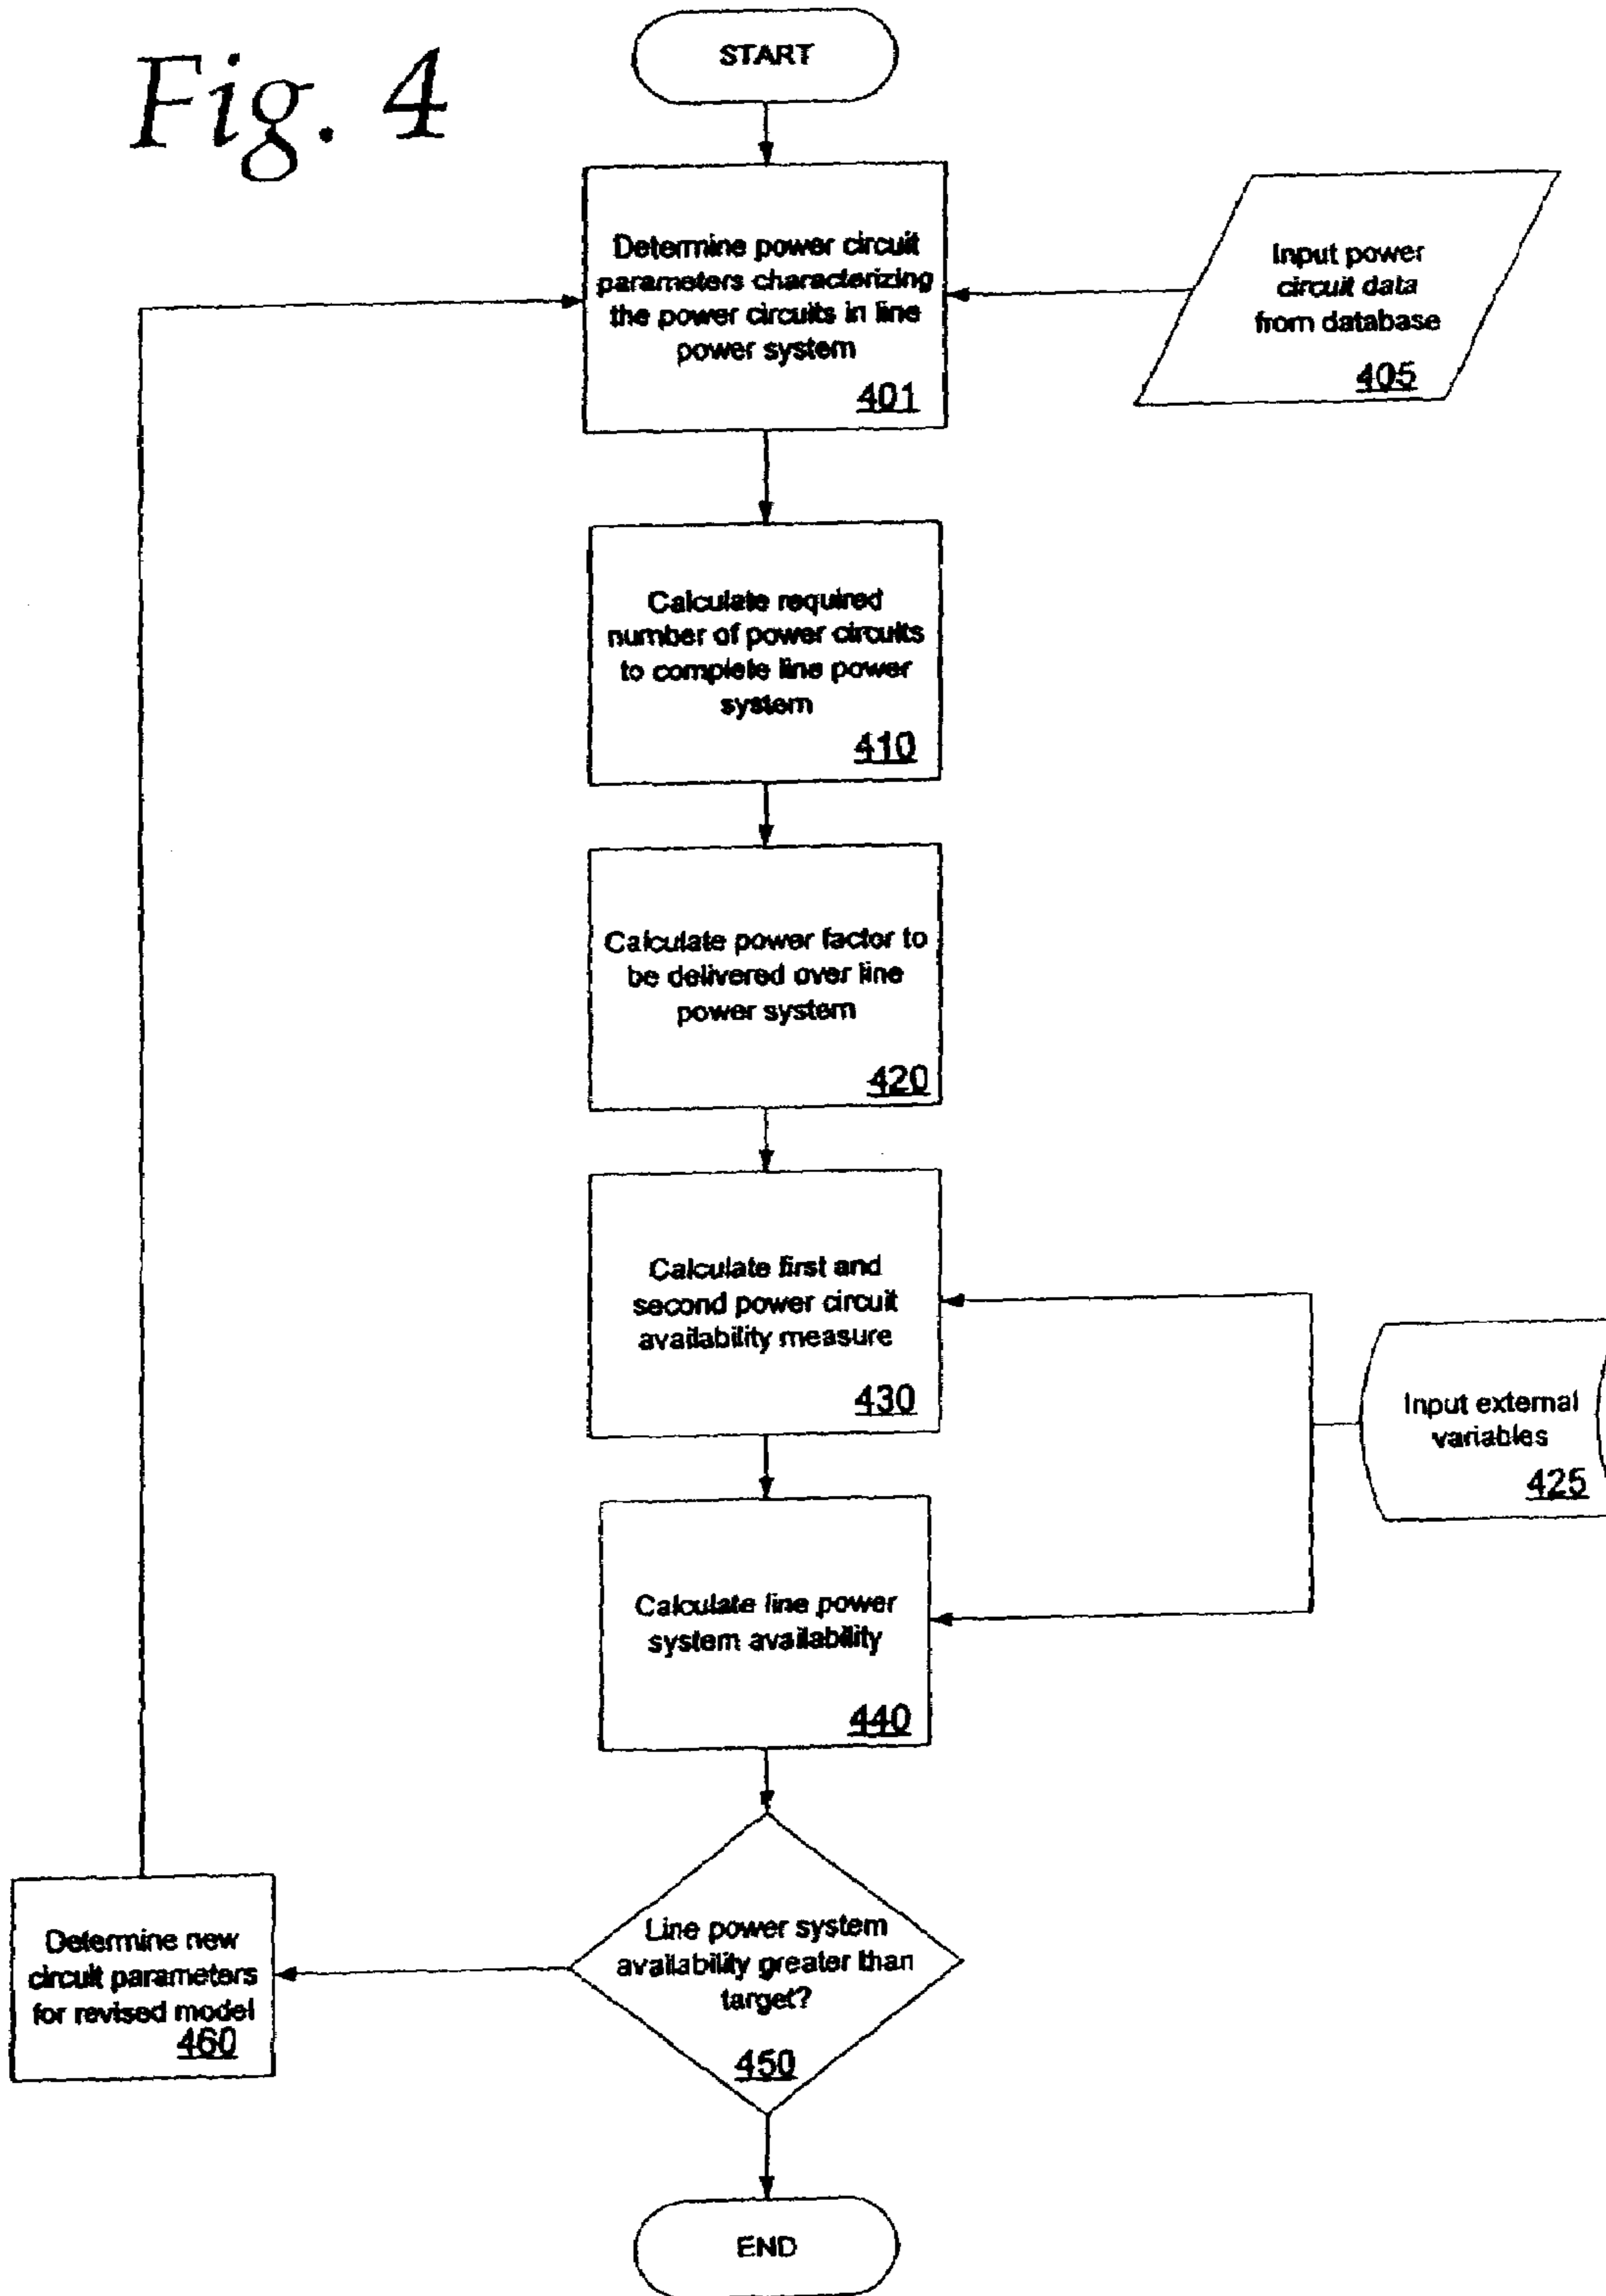 Fig. 4
START
Determine power circuit
parameters characterizing
the power circuits in line
power system
401
Input power
circuit data
from database
405
Calculate required
number of power circuits
to complete line power
system
410
Calculate power factor to
be delivered over line
power system
420
Calculate first and
second power circuit
availability measure
430
Input external
variables
425
Calculate line power
system availability
440
Line power system
availability greater than
target?
450
Determine new
circuit parameters
for revised model
460
END